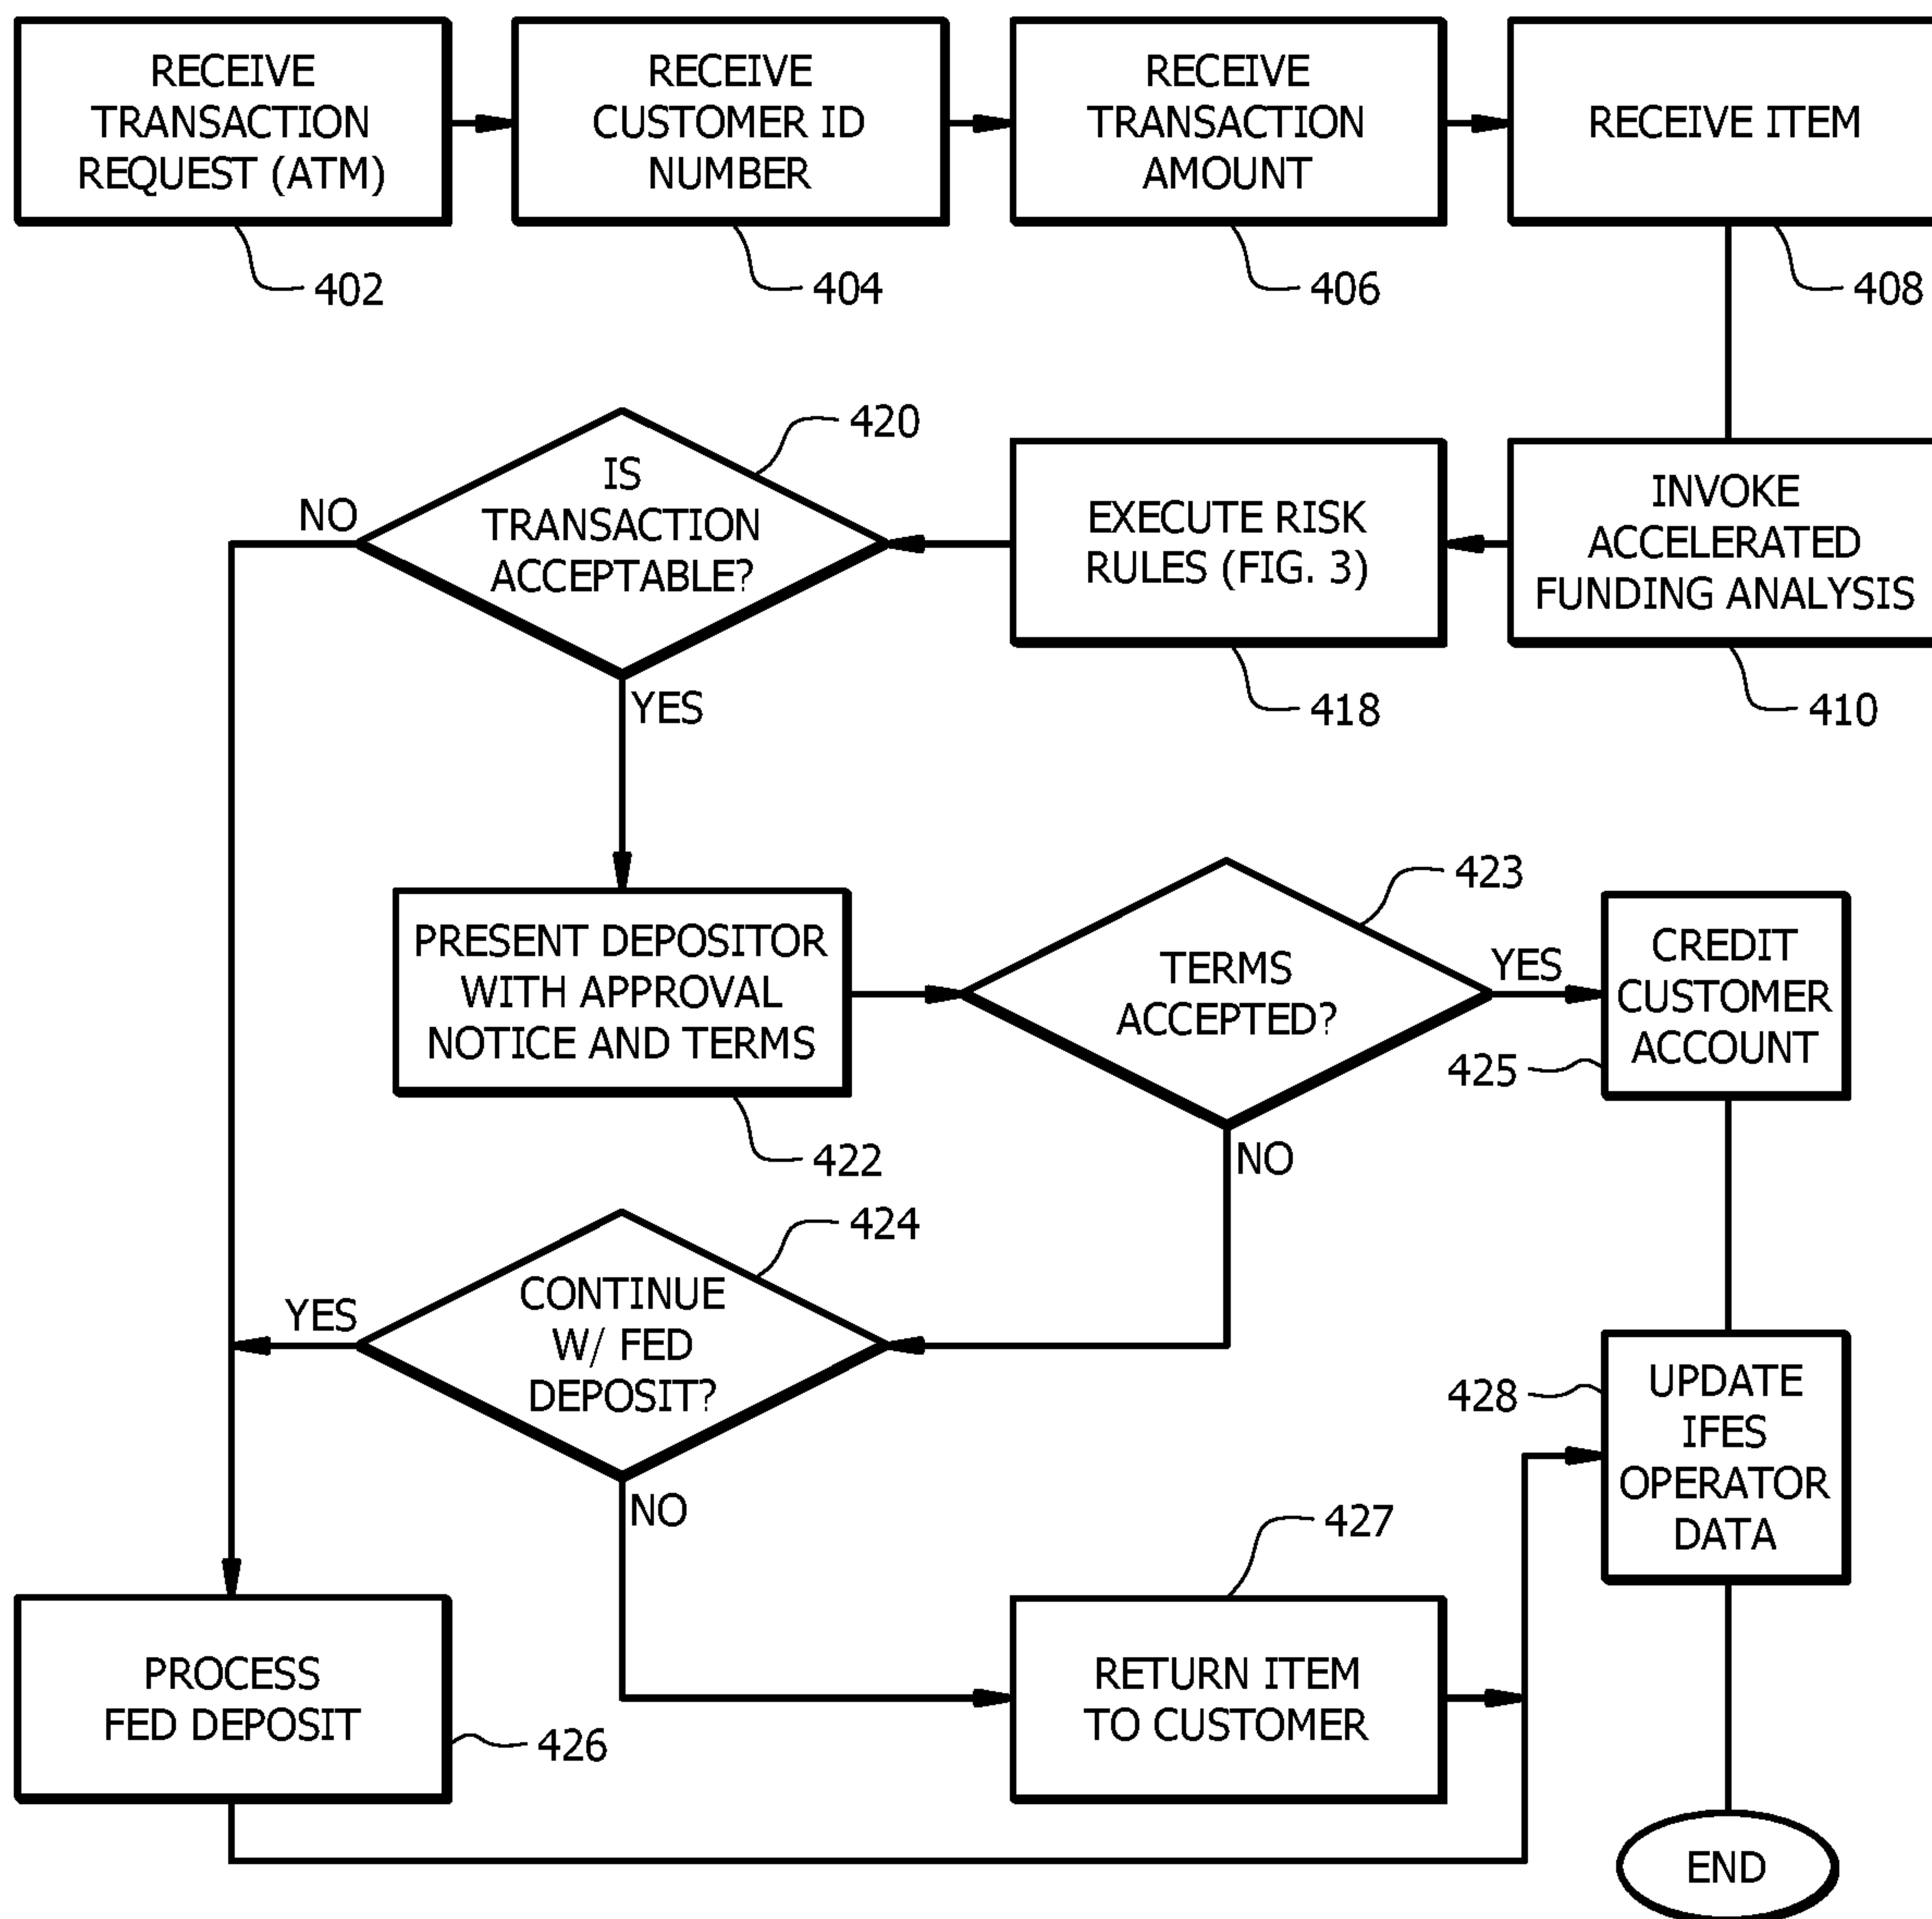 RECEIVE
TRANSACTION
REQUEST (ATM)
402
RECEIVE
CUSTOMER ID
NUMBER
404
RECEIVE
TRANSACTION
AMOUNT
406
RECEIVE ITEM
408
INVOKE
ACCELERATED
FUNDING ANALYSIS
410
EXECUTE RISK
RULES (FIG. 3)
418
IS
TRANSACTION
ACCEPTABLE?
420
NO
YES
PRESENT DEPOSITOR
WITH APPROVAL
NOTICE AND TERMS
422
TERMS
ACCEPTED?
423
YES
NO
CREDIT
CUSTOMER
ACCOUNT
425
CONTINUE
W/ FED
DEPOSIT?
424
YES
NO
UPDATE
IFES
OPERATOR
DATA
428
RETURN ITEM
TO CUSTOMER
427
PROCESS
FED DEPOSIT
426
END